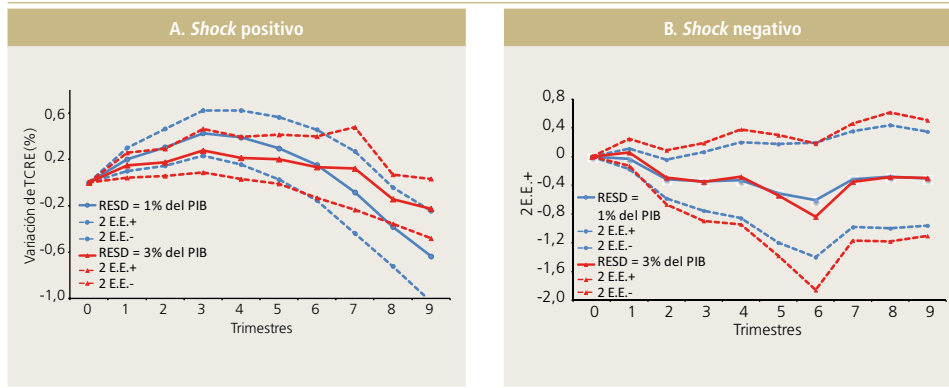 A. Shock positivo
Variación de TCRE (%)
0,6
0,2
-0,2
-0,6
-1,0
RESD = 1% del PIB
2 E.E.+
2 E.E.-
RESD = 3% del PIB
2 E.E.+
2 E.E.-
0 1 2 3 4 5 6 7 8 9
Trimestres
B. Shock negativo
2 E.E.+
0,8
0,4
0
-0,4
-0,8
-1,2
-1,6
-2,0
RESD =
1% del PIB
2 E.E.+
2 E.E.-
RESD = 3% del PIB
2 E.E.+
2 E.E.-
0 1 2 3 4 5 6 7 8 9
Trimestres